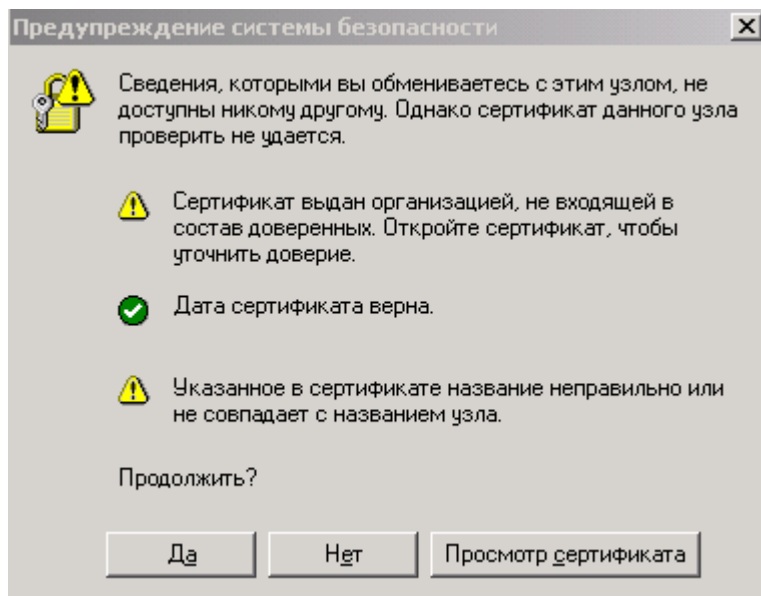 Предупреждение системы безопасности
Сведения, которыми вы обмениваетесь с этим узлом, не
доступны никому другому. Однако сертификат данного узла
проверить не удается.
Сертификат выдан организацией, не входящей в
состав доверенных. Откройте сертификат, чтобы
уточнить доверие.
Дата сертификата верна.
Указанное в сертификате название неправильно или
не совпадает с названием узла.
Продолжить?
Да Нет Просмотр сертификата